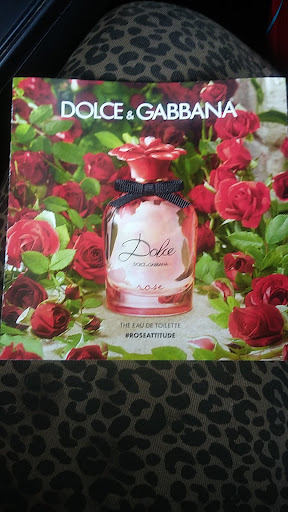 DOLCE & GABBANA
Dolce
DOLCE & GABBANA
rose
THE EAU DE TOILETTE
#ROSEATTITUDE